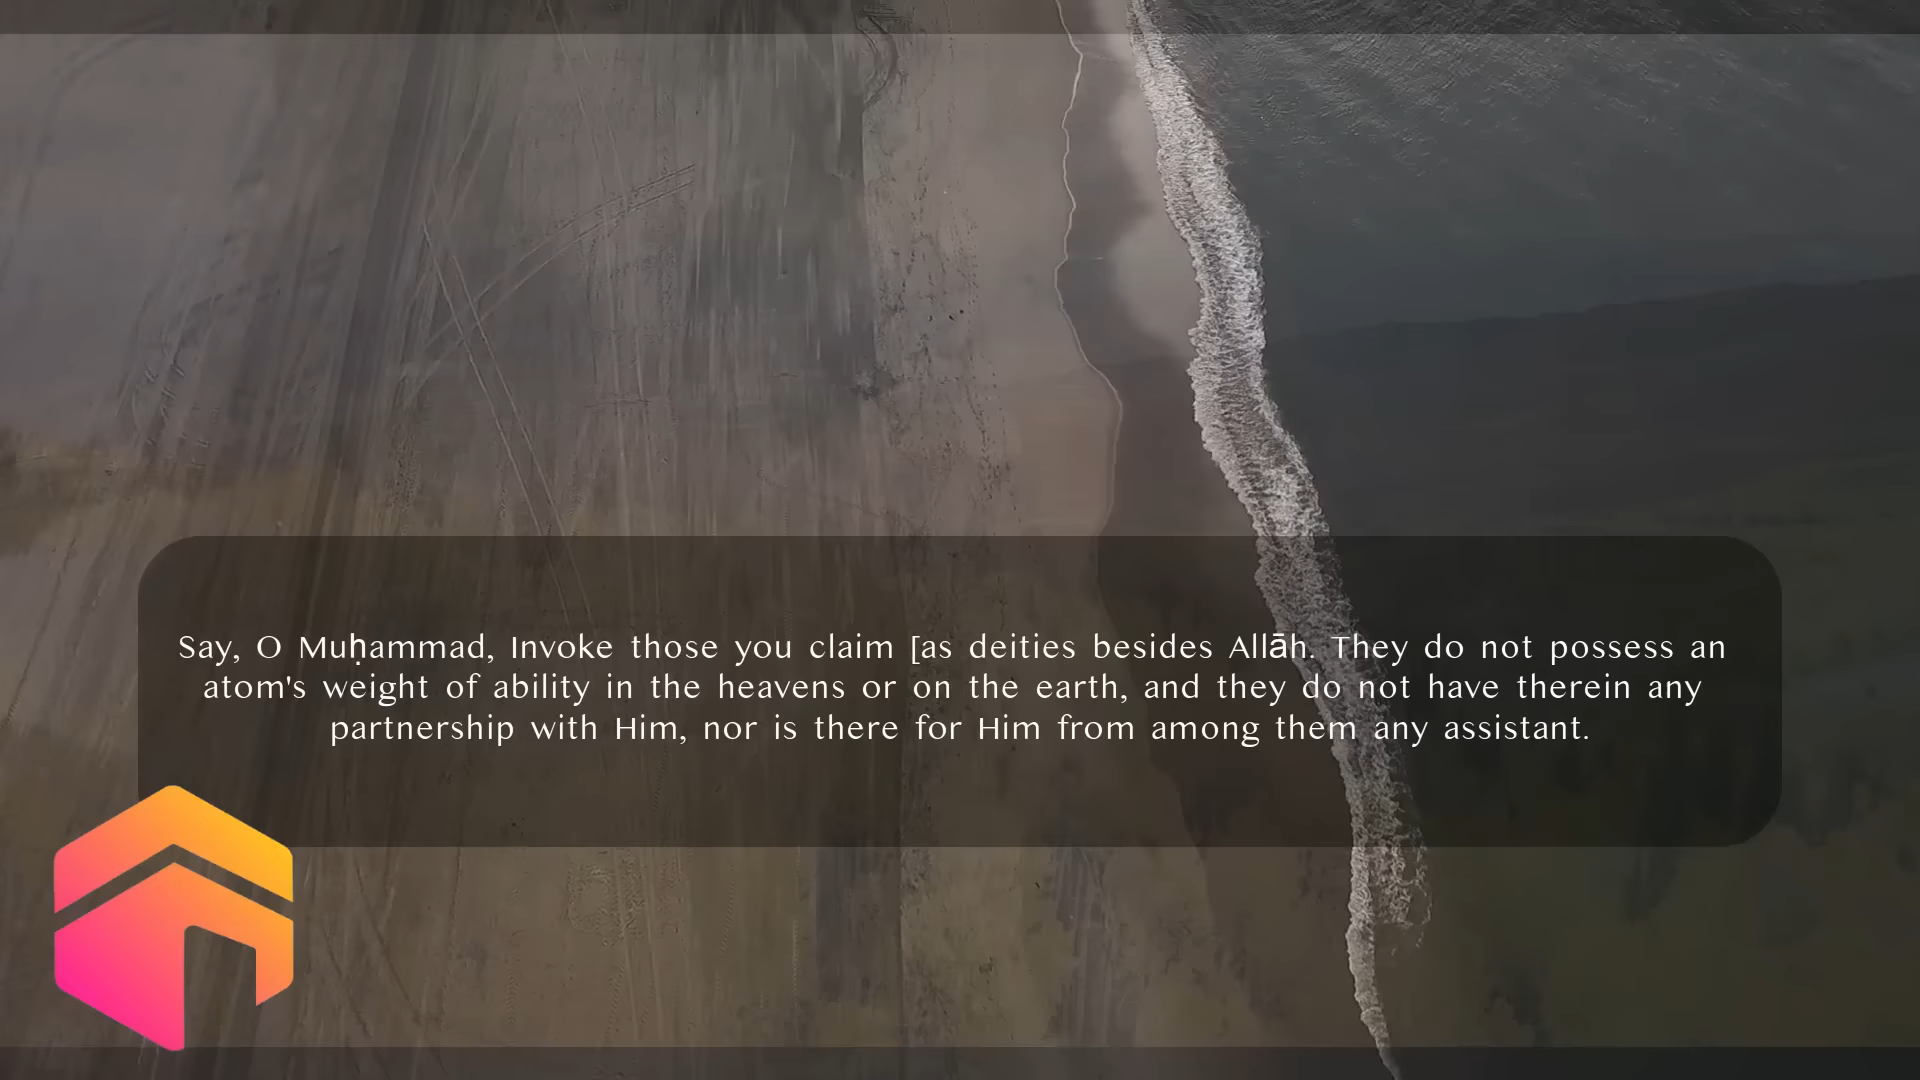 Say, O Muḥammad, Invoke those you claim [as deities besides Allāh. They do not possess an
atom's weight of ability in the heavens or on the earth, and they do not have therein any
partnership with Him, nor is there for Him from among them any assistant.